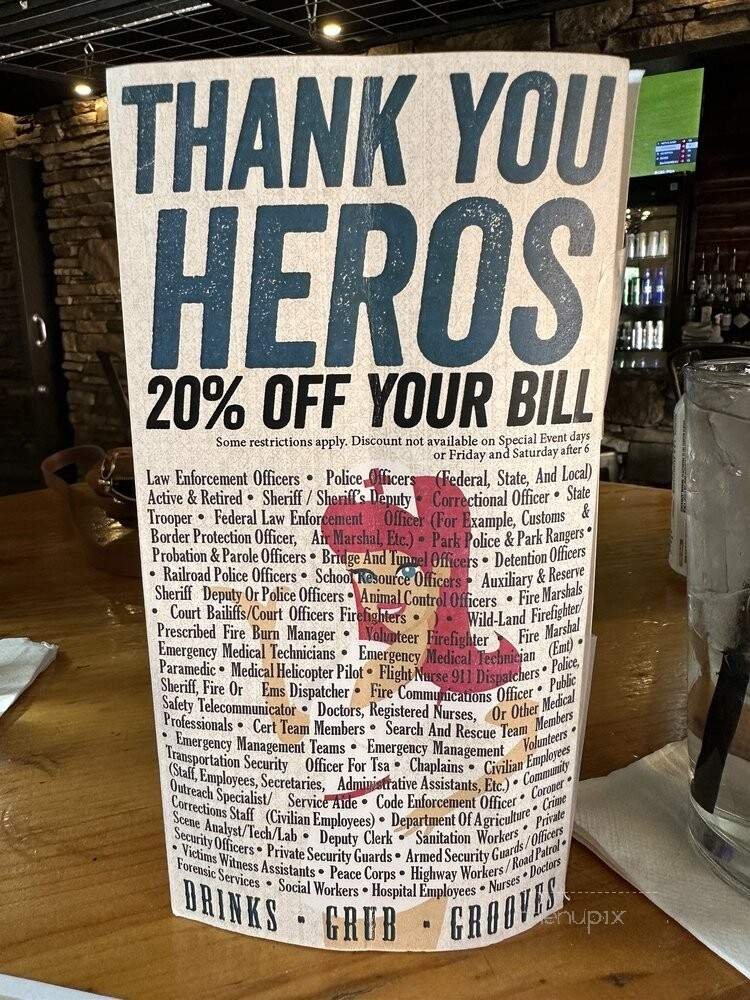 THANK YOU
HEROS
20% OFF YOUR BILL
Some restrictions apply. Discount not available on Special Event days
or Friday and Saturday after 6
Law Enforcement Officers • Police Officers (Federal, State, And Local)
Active & Retired • Sheriff / Sheriff's Deputy • Correctional Officer • State
Trooper • Federal Law Enforcement Officer (For Example, Customs &
Border Protection Officer, Air Marshal, Etc.) • Park Police & Park Rangers •
Probation & Parole Officers • Bridge And Tunnel Officers • Detention Officers
• Railroad Police Officers • School Resource Officers • Auxiliary & Reserve
Sheriff Deputy Or Police Officers • Animal Control Officers • Fire Marshals
• Court Bailiffs/Court Officers Firefighters • • Wild-Land Firefighter/
Prescribed Fire Burn Manager • Volunteer Firefighter • Fire Marshal
Emergency Medical Technicians • Emergency Medical Technician (Emt) •
Paramedic • Medical Helicopter Pilot • Flight Nurse 911 Dispatchers • Police,
Sheriff, Fire Or Ems Dispatcher • Fire Communications Officer • Public
Safety Telecommunicator • Doctors, Registered Nurses, Or Other Medical
Professionals • Cert Team Members • Search And Rescue Team Members
• Emergency Management Teams • Emergency Management Volunteers •
Transportation Security Officer For Tsa • Chaplains • Civilian Employees
(Staff, Employees, Secretaries, Administrative Assistants, Etc.) • Community
Outreach Specialist/ Service Aide • Code Enforcement Officer • Coroner •
Corrections Staff (Civilian Employees) • Department Of Agriculture • Crime
Scene Analyst/Tech/Lab • Deputy Clerk • Sanitation Workers • Private
Security Officers • Private Security Guards • Armed Security Guards / Officers
• Victims Witness Assistants • Peace Corps • Highway Workers / Road Patrol •
Forensic Services • Social Workers • Hospital Employees • Nurses • Doctors
DRINKS • GRUB • GROOVES
menupix